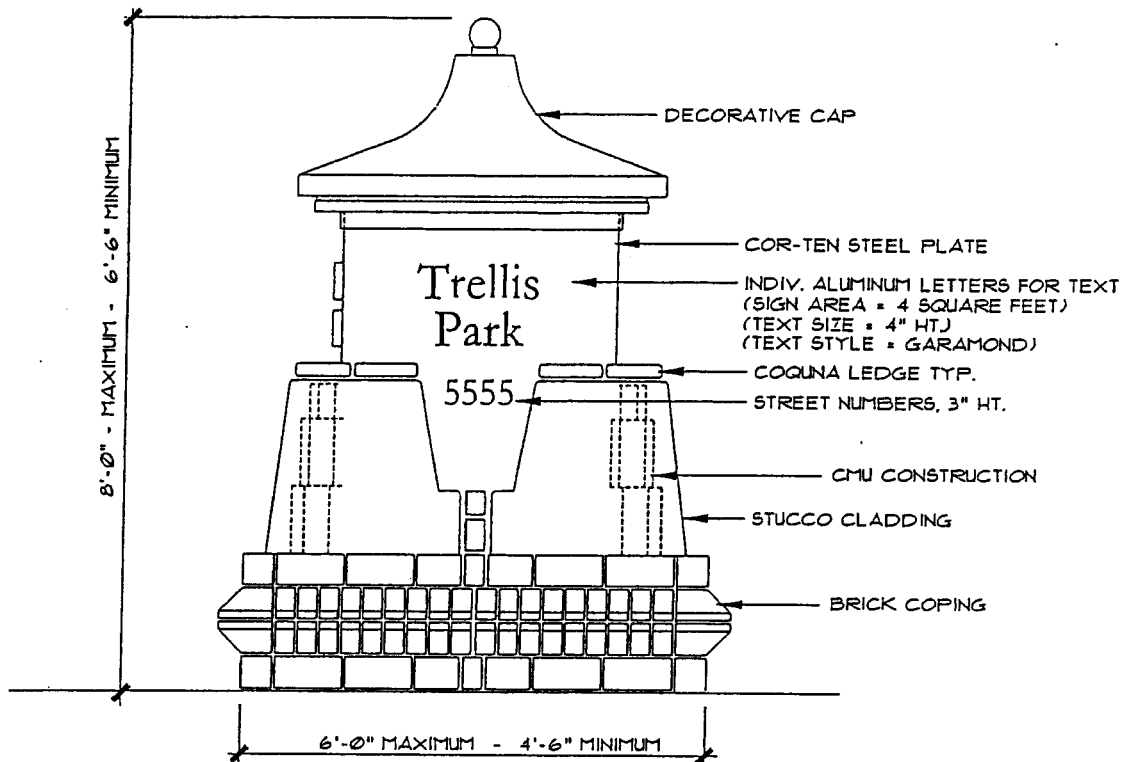 DECORATIVE CAP
8'-0" - MAXIMUM - 6'-6" MINIMUM
COR-TEN STEEL PLATE
Trellis
Park
INDIV. ALUMINUM LETTERS FOR TEXT
(SIGN AREA = 4 SQUARE FEET)
(TEXT SIZE = 4" HT.)
(TEXT STYLE = GARAMOND)
COQUNA LEDGE TYP.
5555
STREET NUMBERS, 3" HT.
CMU CONSTRUCTION
STUCCO CLADDING
BRICK COPING
6'-0" MAXIMUM - 4'-6" MINIMUM